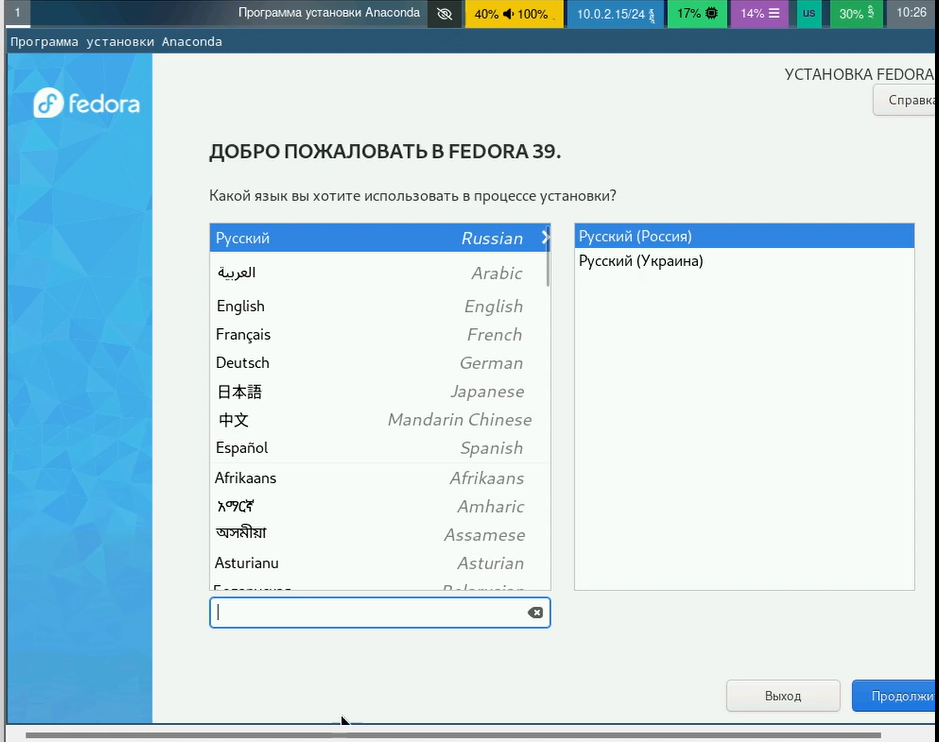 1 Программа установки Anaconda 40% 100% 10.0.2.15/24 17% 14% us 30% 10:26
Программа установки Anaconda
УСТАНОВКА FEDORA
fedora
Справка
ДОБРО ПОЖАЛОВАТЬ В FEDORA 39.
Какой язык вы хотите использовать в процессе установки?
Русский Russian
Русский (Россия)
Русский (Украина)
العربية Arabic
English English
Français French
Deutsch German
日本語 Japanese
中文 Mandarin Chinese
Español Spanish
Afrikaans Afrikaans
አማርኛ Amharic
অসমীয়া Assamese
Asturianu Asturian
Выход
Продолжи